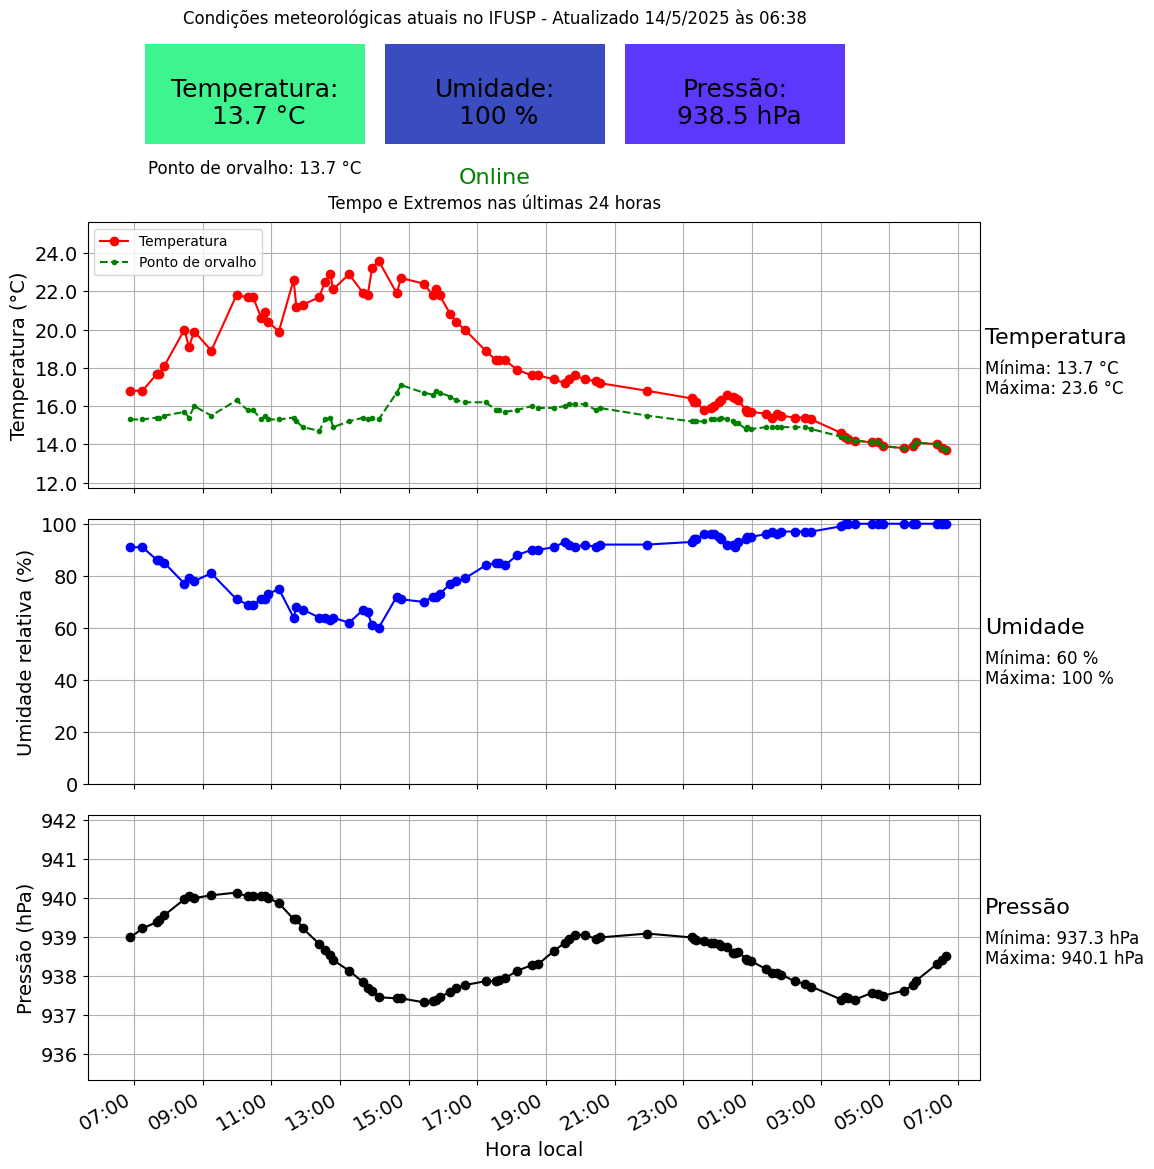 Condições meteorológicas atuais no IFUSP - Atualizado 14/5/2025 às 06:38
Temperatura:
13.7 °C
Umidade:
100 %
Pressão:
938.5 hPa
Ponto de orvalho: 13.7 °C
Online
Tempo e Extremos nas últimas 24 horas
Temperatura
Ponto de orvalho
Temperatura (°C)
24.0
22.0
20.0
18.0
16.0
14.0
12.0
Temperatura
Mínima: 13.7 °C
Máxima: 23.6 °C
Umidade relativa (%)
100
80
60
40
20
0
Umidade
Mínima: 60 %
Máxima: 100 %
Pressão (hPa)
942
941
940
939
938
937
936
Pressão
Mínima: 937.3 hPa
Máxima: 940.1 hPa
07:00 09:00 11:00 13:00 15:00 17:00 19:00 21:00 23:00 01:00 03:00 05:00 07:00
Hora local